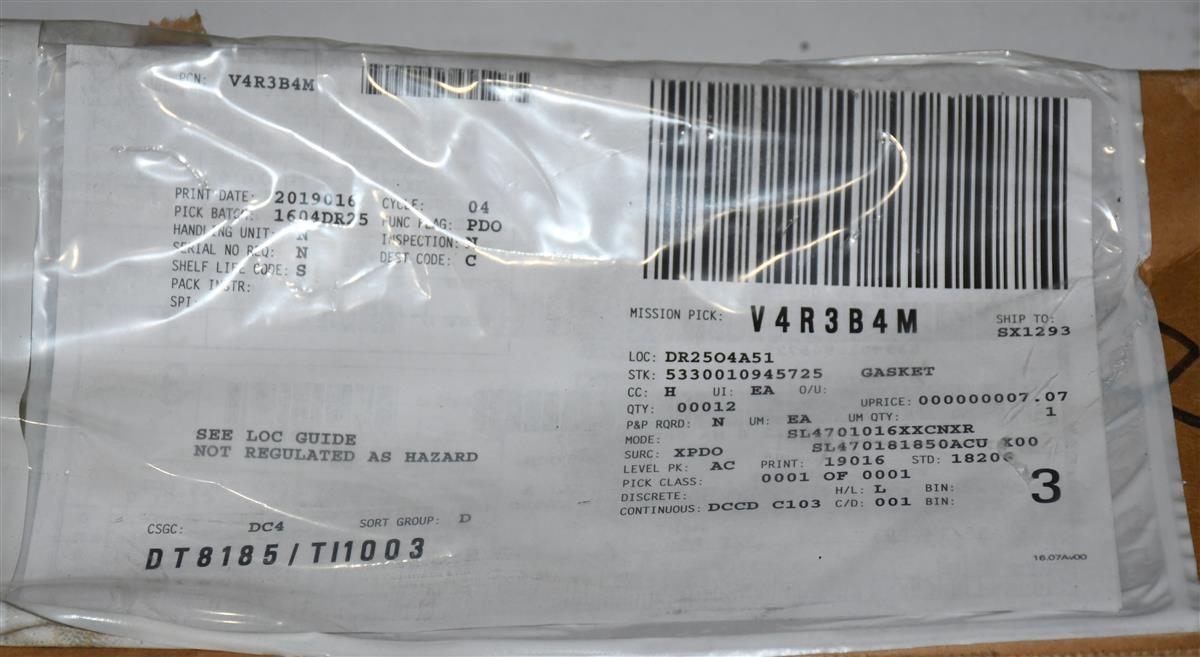 PCN: V4R3B4M
PRINT DATE: 2019016 CYCLE: 04
PICK BATCH: 1604DR25 FUNC FLAG: PDO
HANDLING UNIT: N INSPECTION: N
SERIAL NO REQ: N DEST CODE: C
SHELF LIFE CODE: S
PACK INSTR:
SPI:
SEE LOC GUIDE
NOT REGULATED AS HAZARD
CSGC: DC4 SORT GROUP: D
DT8185/TI1003
MISSION PICK: V4R3B4M SHIP TO:
SX1293
LOC: DR25O4A51
STK: 5330010945725 GASKET
CC: H UI: EA O/U:
QTY: 00012 UPRICE: 000000007.07
P&P RQRD: N UM: EA UM QTY: 1
MODE: SL4701016XXCNXR
SURC: XPDO SL470181850ACU X00
LEVEL PK: AC PRINT: 19016 STD: 18206
PICK CLASS: 0001 OF 0001
DISCRETE: H/L: L BIN:
CONTINUOUS: DCCD C103 C/D: 001 BIN:
3
16.07Av00